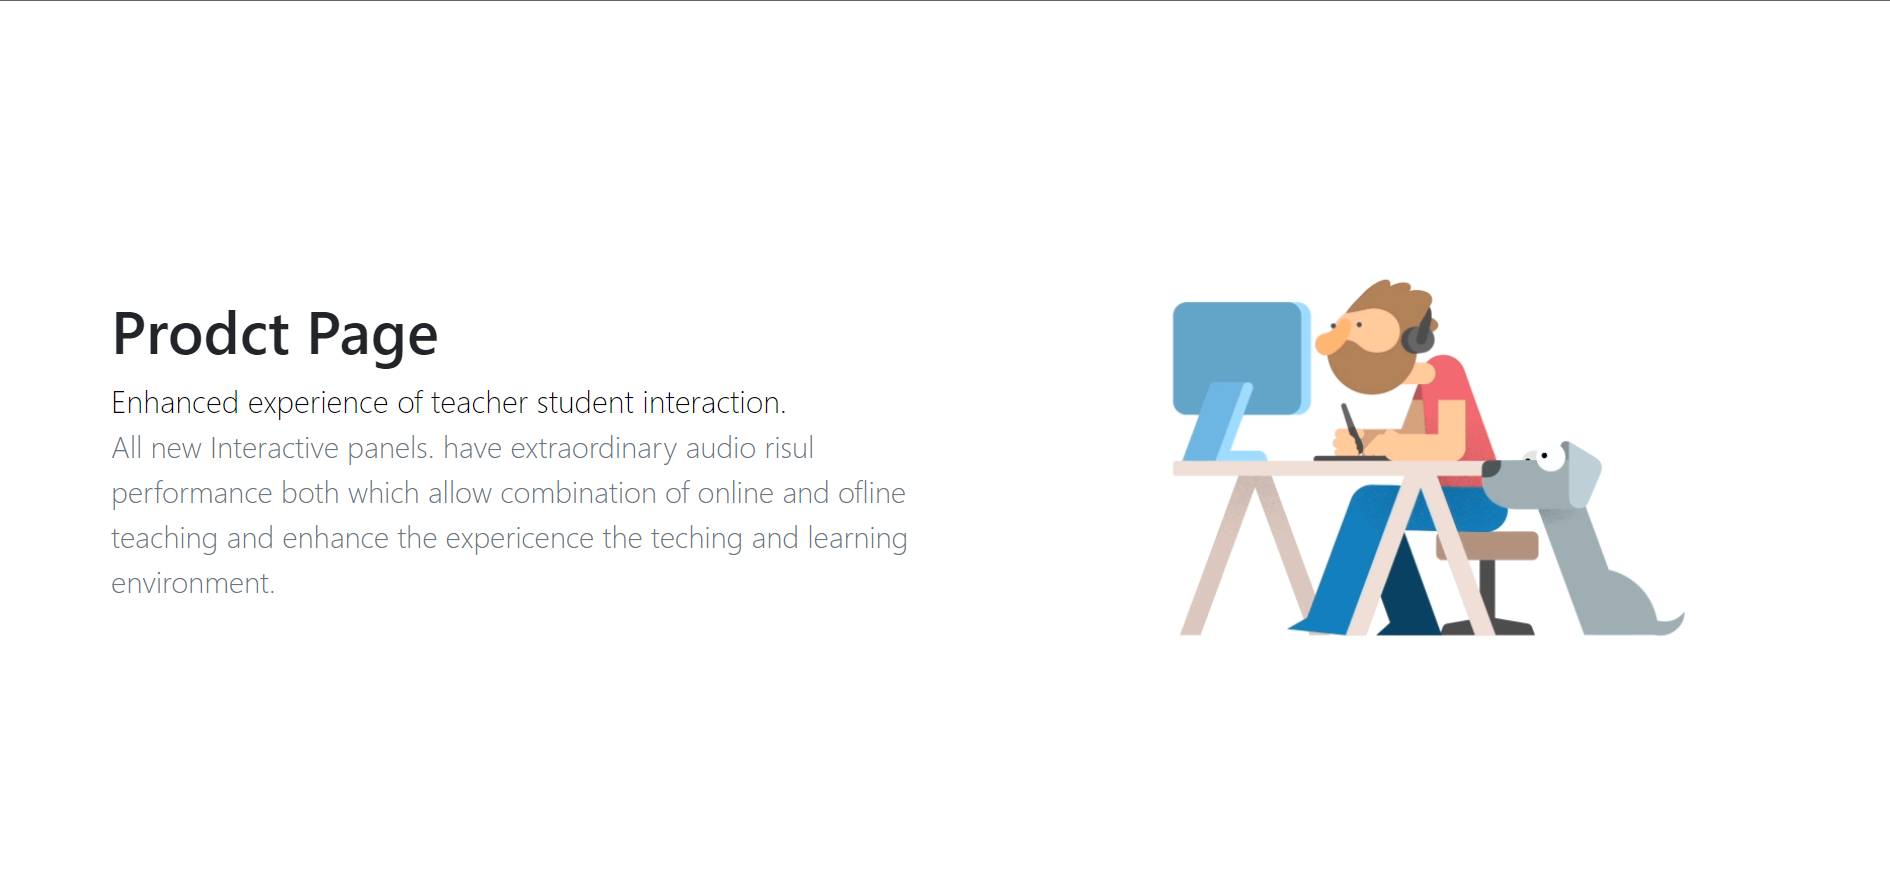 Prodct Page
Enhanced experience of teacher student interaction.
All new Interactive panels. have extraordinary audio risul
performance both which allow combination of online and ofline
teaching and enhance the expericence the teching and learning
environment.